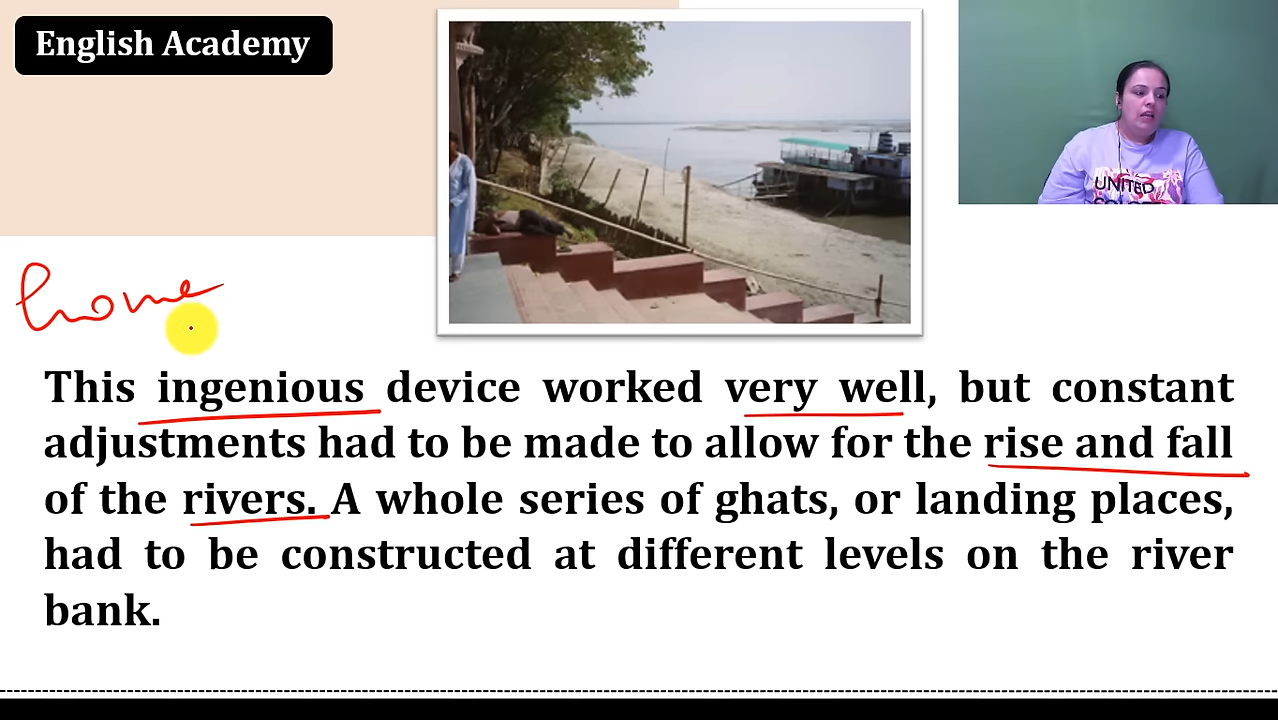 English Academy
UNITED
home
This ingenious device worked very well, but constant
adjustments had to be made to allow for the rise and fall
of the rivers. A whole series of ghats, or landing places,
had to be constructed at different levels on the river
bank.